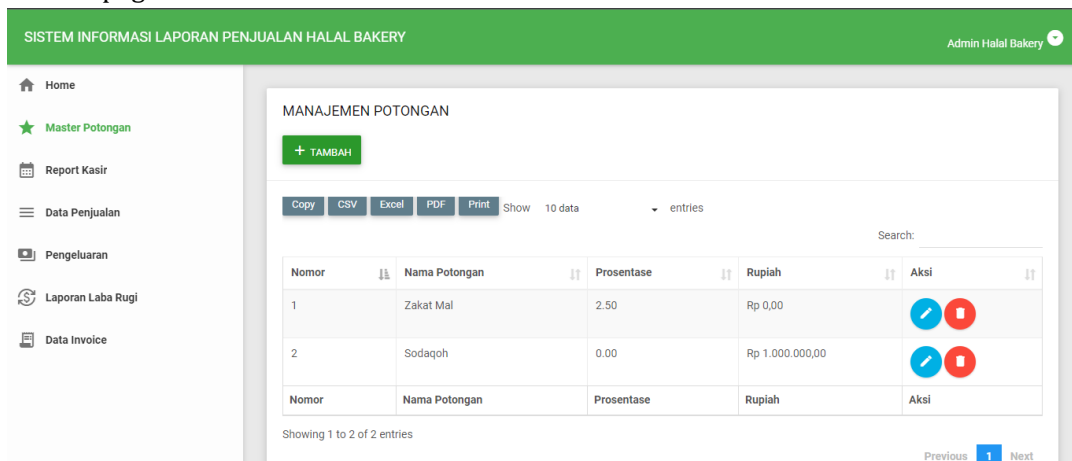 SISTEM INFORMASI LAPORAN PENJUALAN HALAL BAKERY
Admin Halal Bakery
Home
Master Potongan
Report Kasir
Data Penjualan
Pengeluaran
Laporan Laba Rugi
Data Invoice
MANAJEMEN POTONGAN
+ TAMBAH
Copy CSV Excel PDF Print Show 10 data entries
Search:
Nomor Nama Potongan Prosentase Rupiah Aksi
1 Zakat Mal 2.50 Rp 0,00
2 Sodaqoh 0.00 Rp 1.000.000,00
Nomor Nama Potongan Prosentase Rupiah Aksi
Showing 1 to 2 of 2 entries
Previous 1 Next